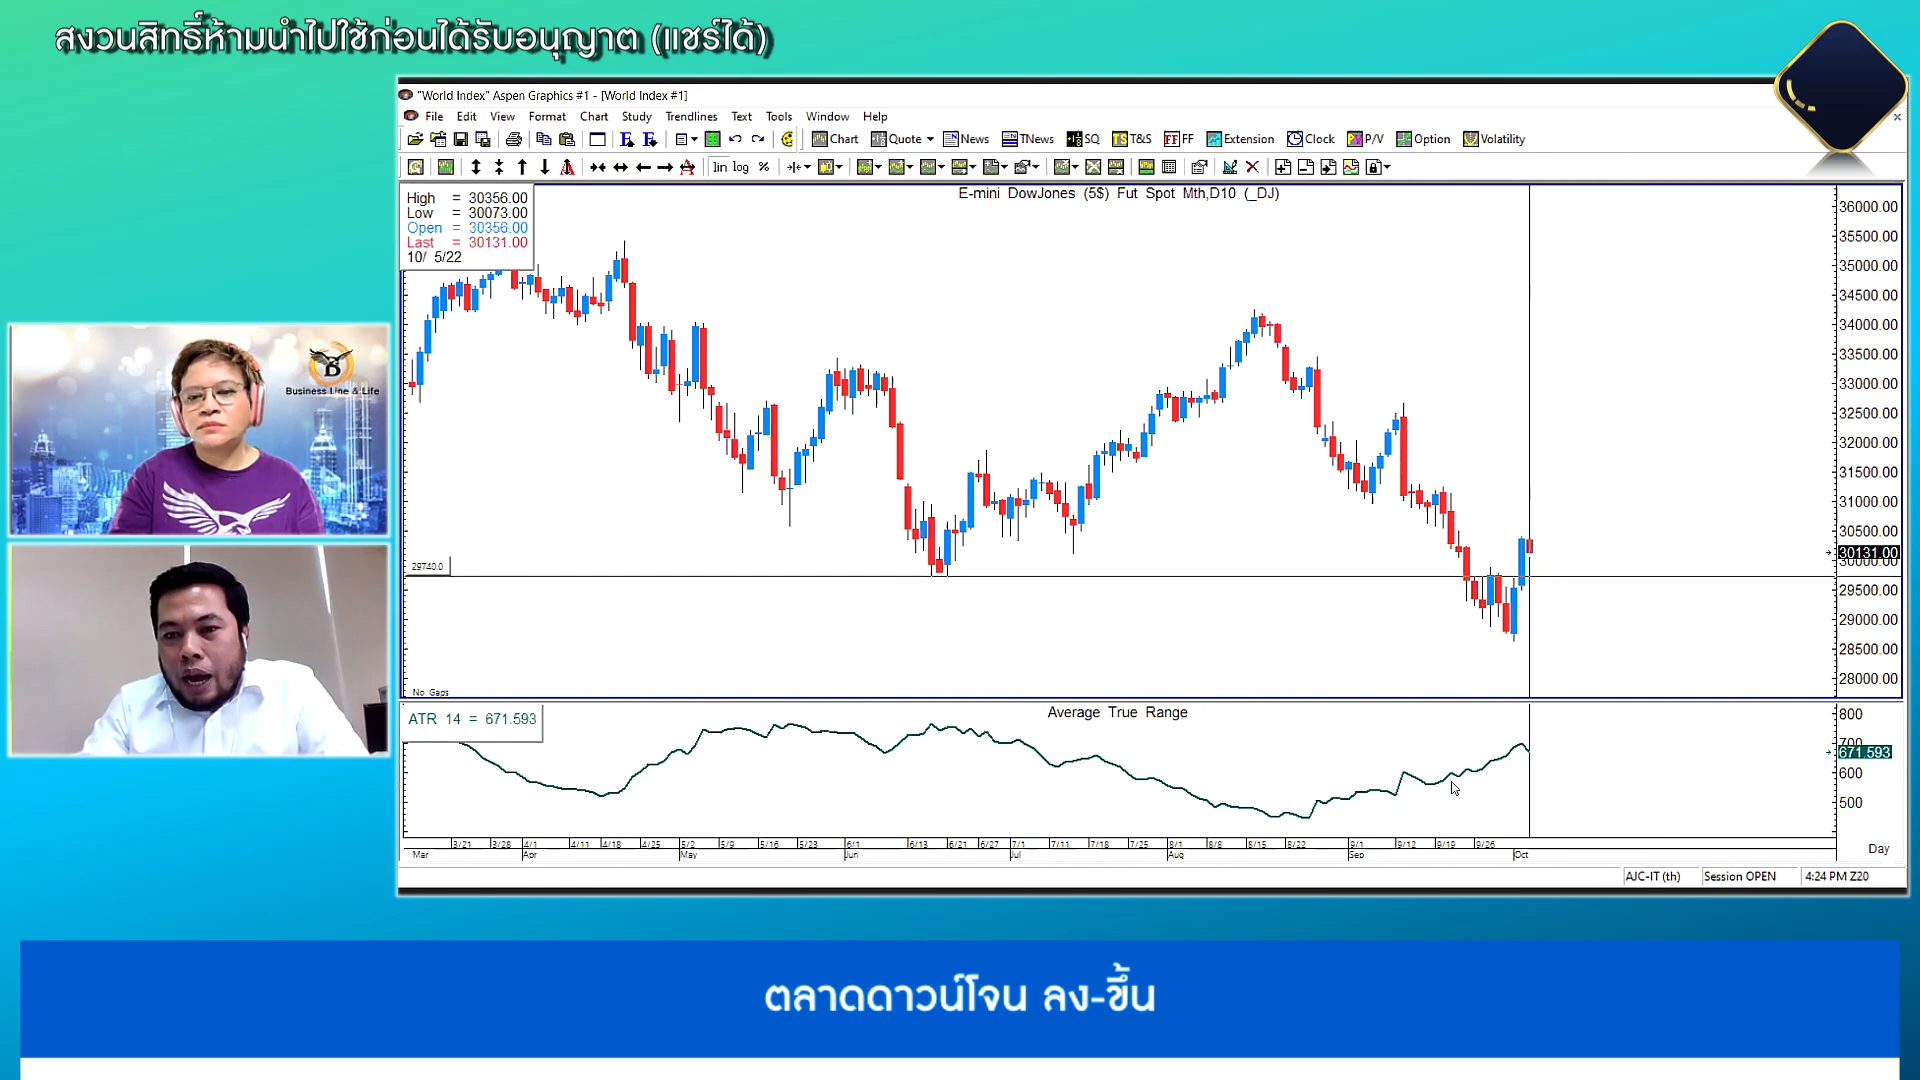 สงวนสิทธิ์ห้ามนำไปใช้ก่อนได้รับอนุญาต (แชร์ได้)
"World Index" Aspen Graphics #1 - [World Index #1]
File Edit View Format Chart Study Trendlines Text Tools Window Help
Chart Quote News TNews SQ T&S FF Extension Clock P/V Option Volatility
lin log %
E-mini DowJones (5$) Fut Spot Mth,D10 (_DJ)
High = 30356.00
Low = 30073.00
Open = 30356.00
Last = 30131.00
10/ 5/22
36000.00
35500.00
35000.00
34500.00
34000.00
33500.00
33000.00
32500.00
32000.00
31500.00
31000.00
30500.00
30131.00
30000.00
29500.00
29000.00
28500.00
28000.00
29740.0
No Gaps
Business Line & Life
ATR 14 = 671.593
Average True Range
800
700
671.593
600
500
3/21 3/28 4/1 4/11 4/18 4/25 5/2 5/9 5/16 5/23 6/1 6/13 6/21 6/27 7/1 7/11 7/18 7/25 8/1 8/8 8/15 8/22 9/1 9/12 9/19 9/26
Mar Apr May Jun Jul Aug Sep Oct
Day
AJC-IT (th) Session OPEN 4:24 PM Z20
ตลาดดาวน์โจน ลง-ขึ้น